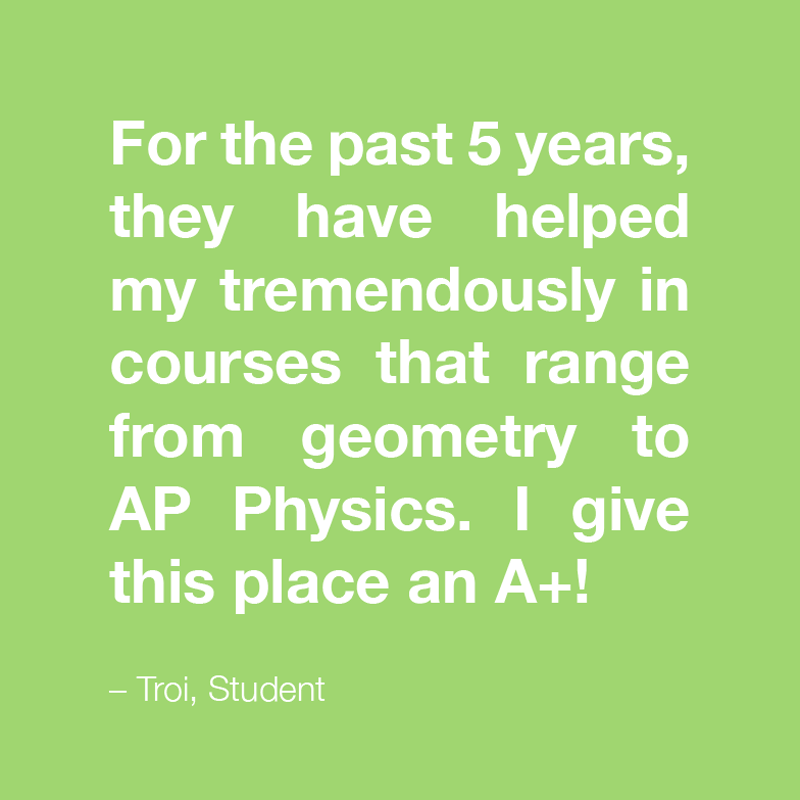 For the past 5 years,
they have helped
my tremendously in
courses that range
from geometry to
AP Physics. I give
this place an A+!
– Troi, Student